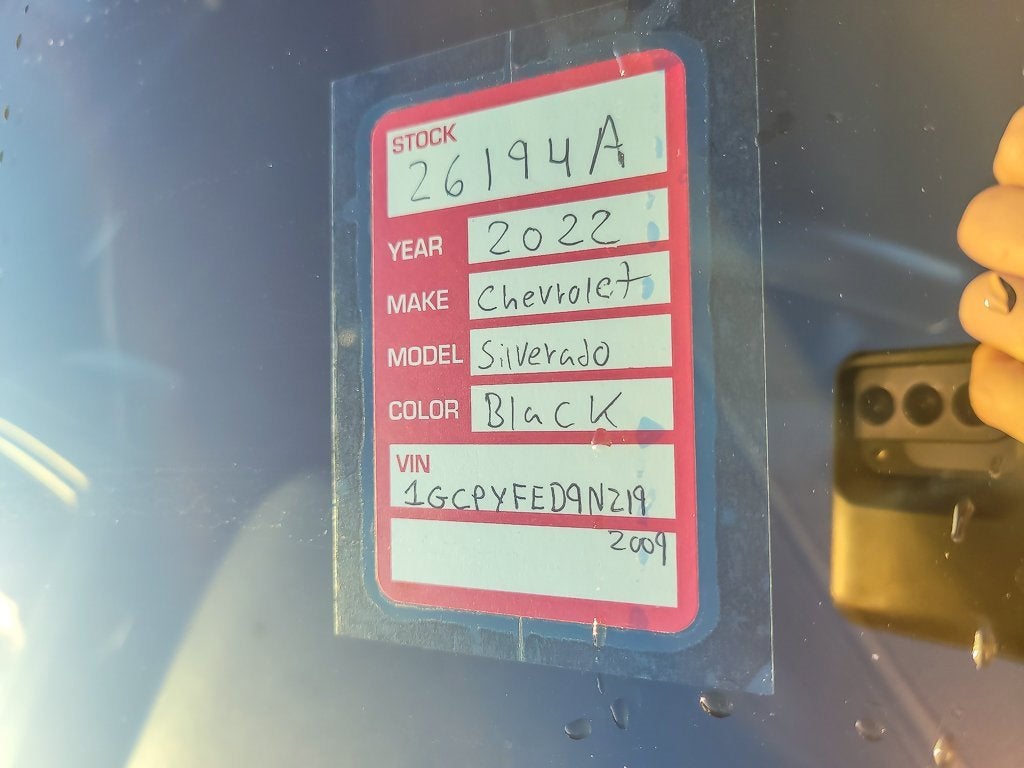 STOCK
26194A
YEAR 2022
MAKE Chevrolet
MODEL Silverado
COLOR Black
VIN
1GCPYFED9NZ19
2009